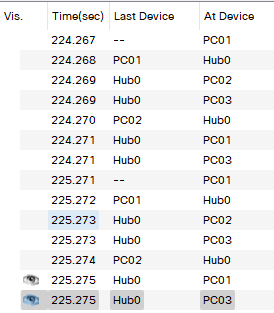 Vis. Time(sec) Last Device At Device
224.267 -- PC01
224.268 PC01 Hub0
224.269 Hub0 PC02
224.269 Hub0 PC03
224.270 PC02 Hub0
224.271 Hub0 PC01
224.271 Hub0 PC03
225.271 -- PC01
225.272 PC01 Hub0
225.273 Hub0 PC02
225.273 Hub0 PC03
225.274 PC02 Hub0
225.275 Hub0 PC01
225.275 Hub0 PC03